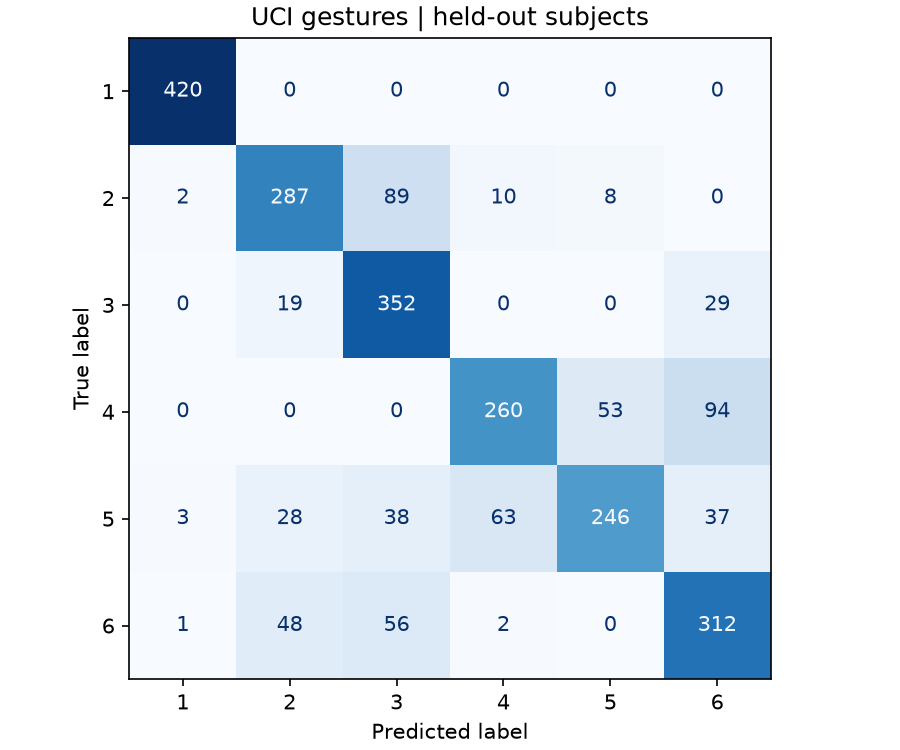 UCI gestures | held-out subjects
True label
1 420 0 0 0 0 0
2 2 287 89 10 8 0
3 0 19 352 0 0 29
4 0 0 0 260 53 94
5 3 28 38 63 246 37
6 1 48 56 2 0 312
1 2 3 4 5 6
Predicted label